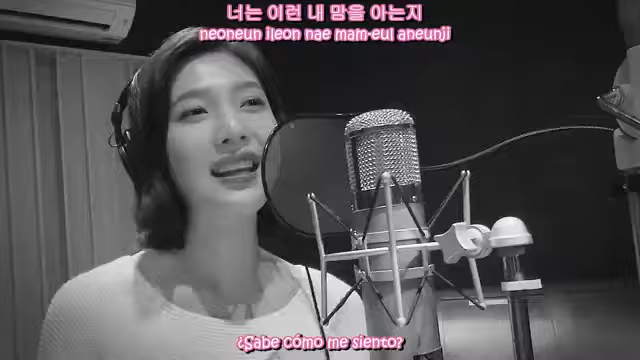 너는 이런 내 맘을 아는지
neoneun ileon nae mam-eul aneunji
¿Sabe cómo me siento?